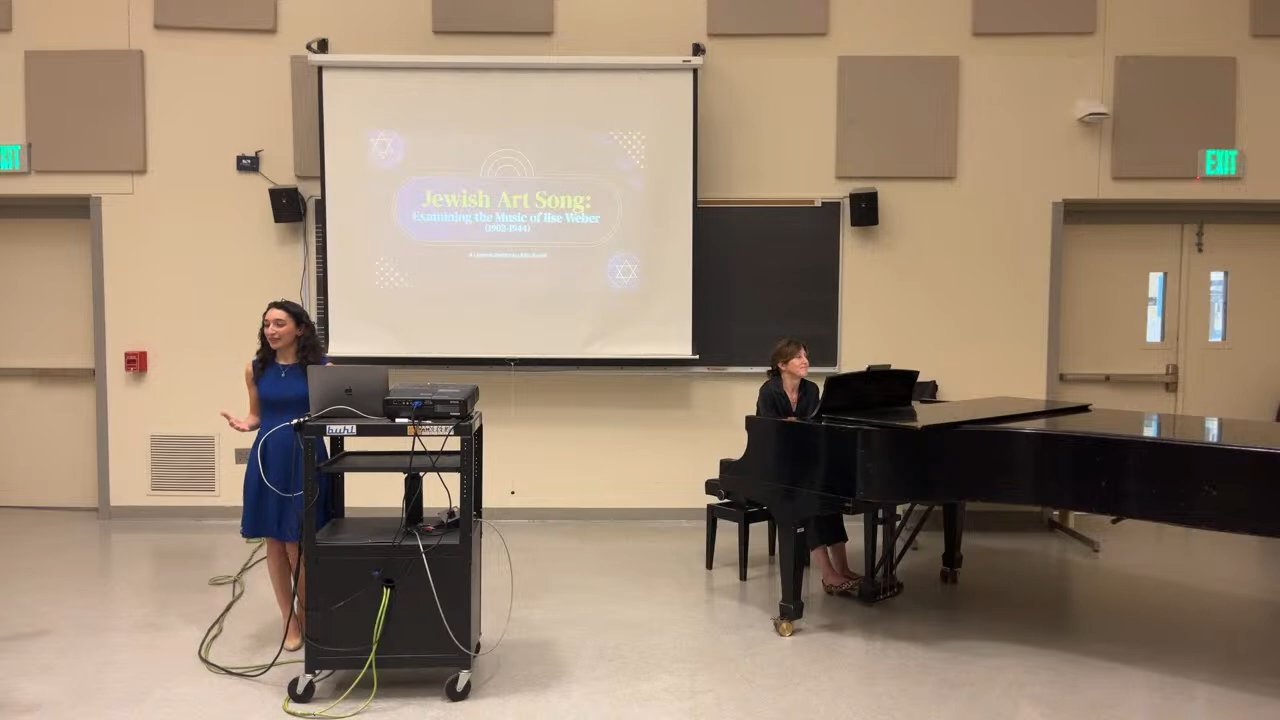 EXIT
Jewish Art Song:
Examining the Music of Ilse Weber
(1903-1944)
EXIT
buhl